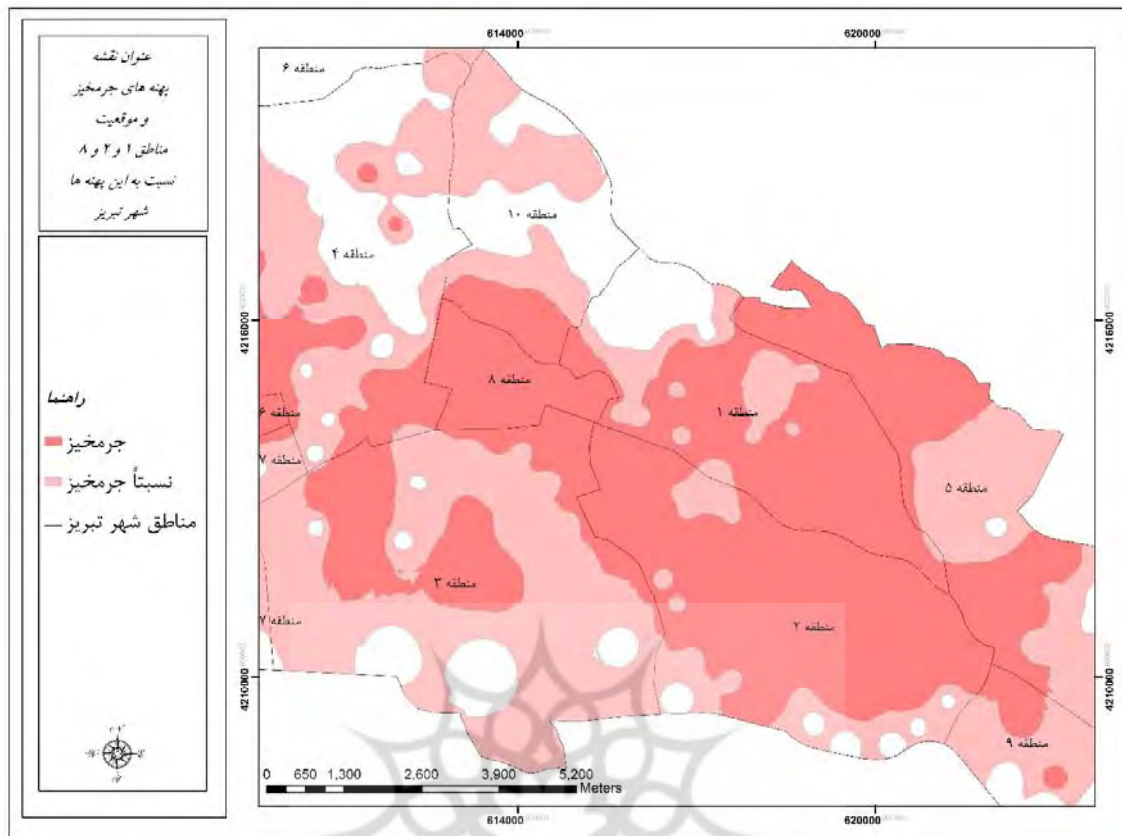 عنوان نقشه
پهنه های جرمخیز
و موقعیت
مناطق ۱ و ۲ و ۸
نسبت به این پهنه ها
شهر تبریز
راهنما
جرمخیز
نسبتاً جرمخیز
مناطق شهر تبریز
614000
620000
منطقه ۶
منطقه ۱۰
منطقه ۴
4216000
4216000
منطقه ۸
منطقه ۱
منطقه ۶
منطقه ۷
منطقه ۵
منطقه ۳
منطقه ۷
منطقه ۲
4210000
4210000
منطقه ۹
0 650 1,300 2,600 3,900 5,200
Meters
614000
620000